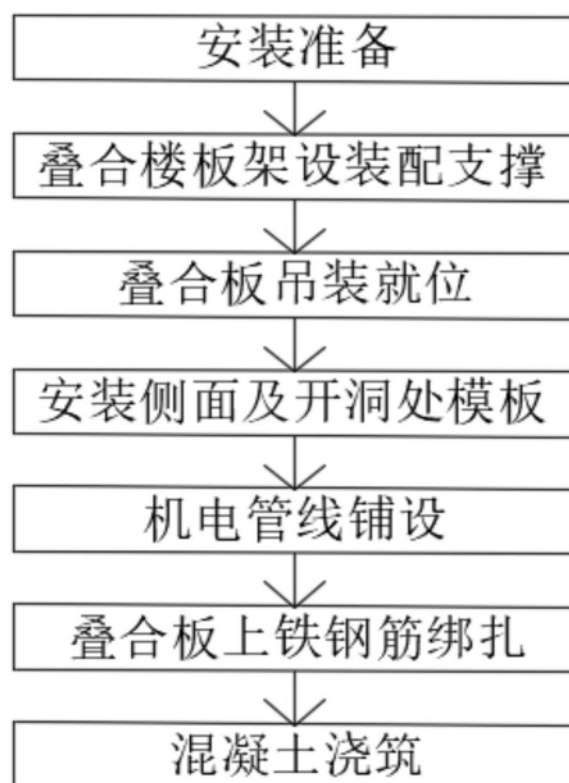 安装准备
叠合楼板架设装配支撑
叠合板吊装就位
安装侧面及开洞处模板
机电管线铺设
叠合板上铁钢筋绑扎
混凝土浇筑